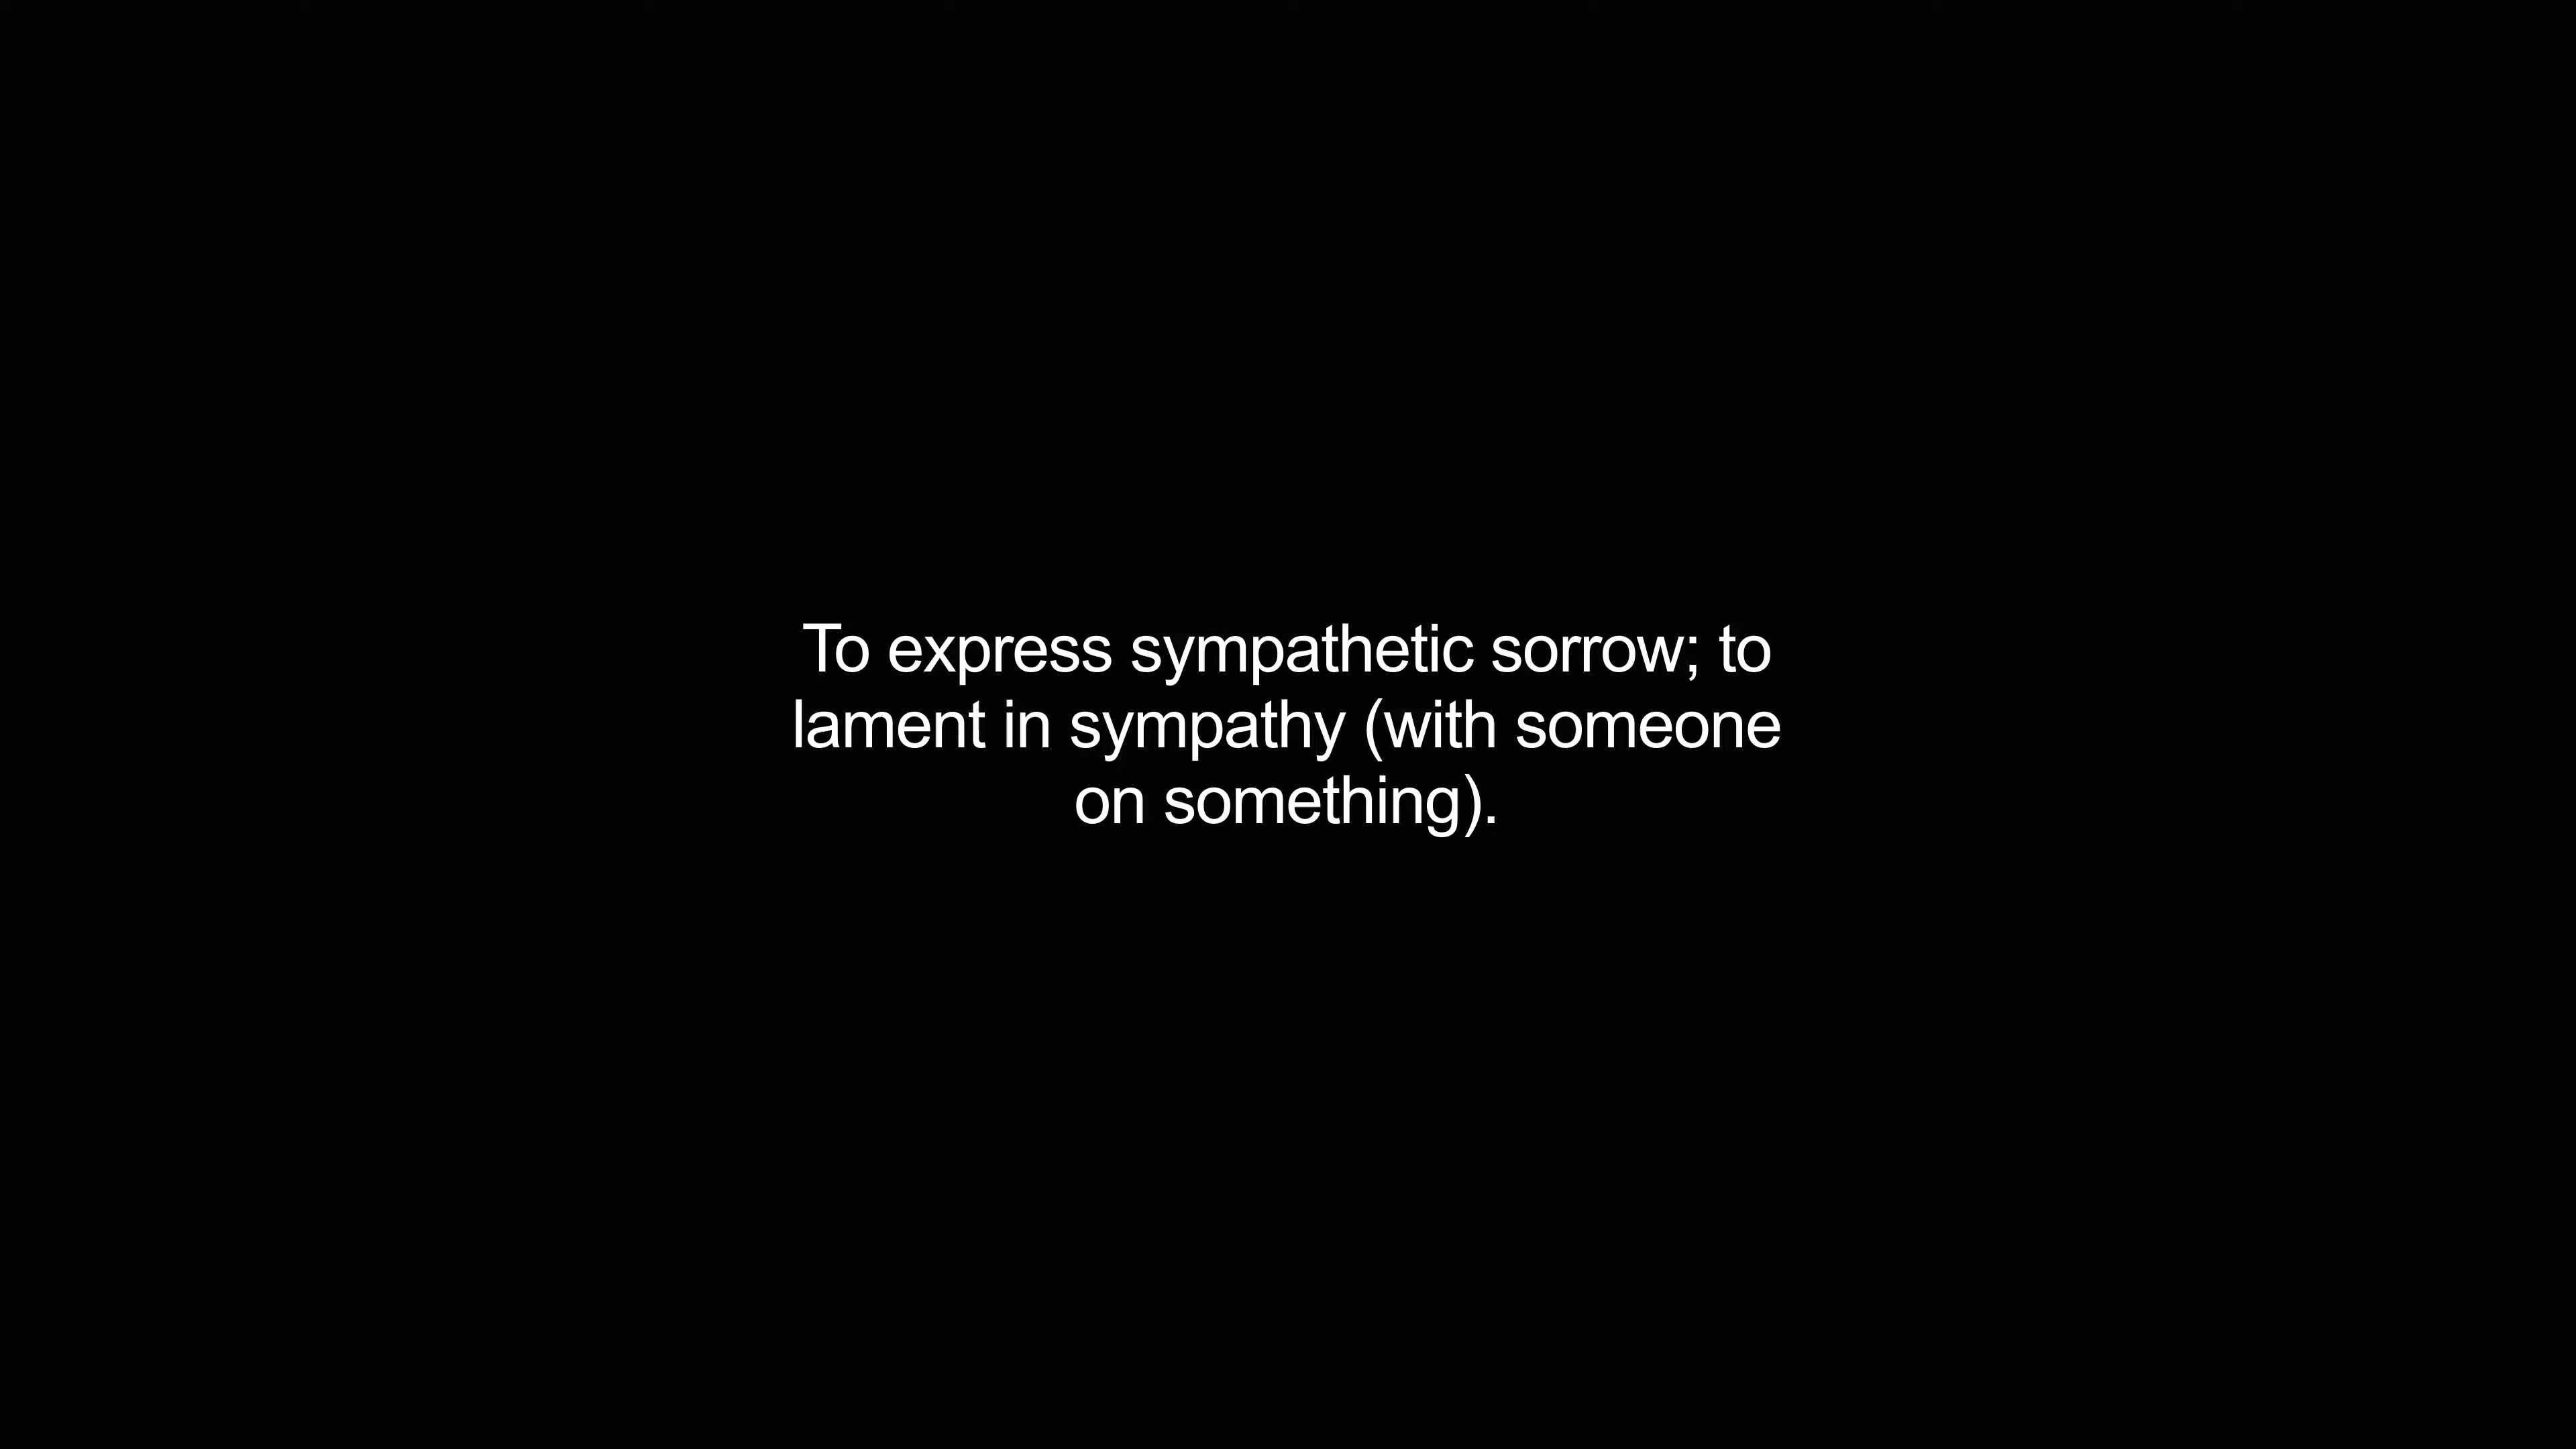 To express sympathetic sorrow; to
lament in sympathy (with someone
on something).